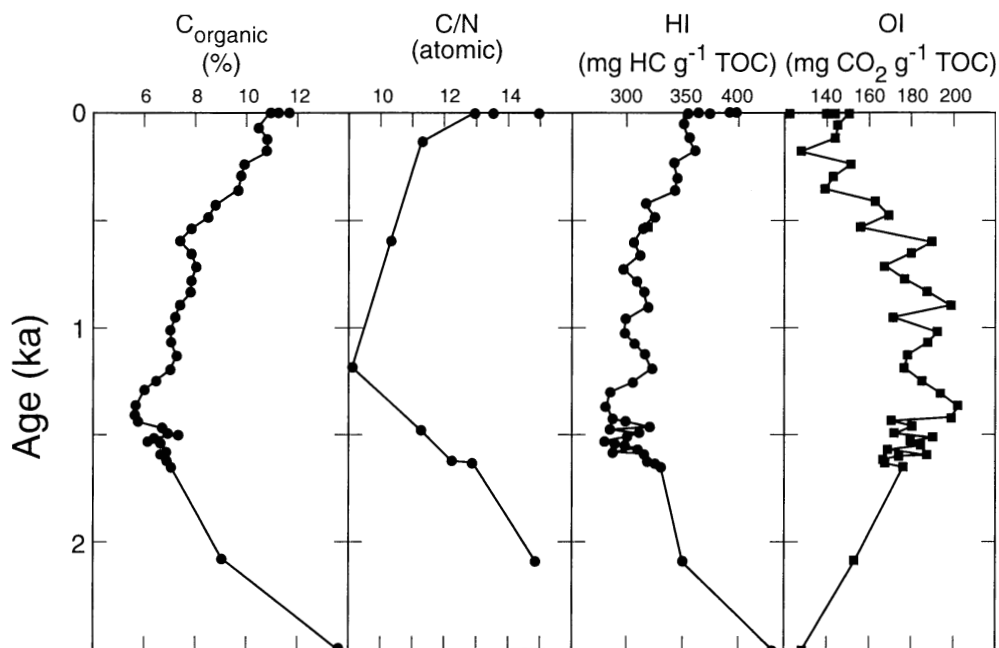 C organic (%)
C/N (atomic)
HI (mg HC g-1 TOC)
OI (mg CO2 g-1 TOC)
6 8 10 12
10 12 14
300 350 400
140 160 180 200
0
1
2
Age (ka)